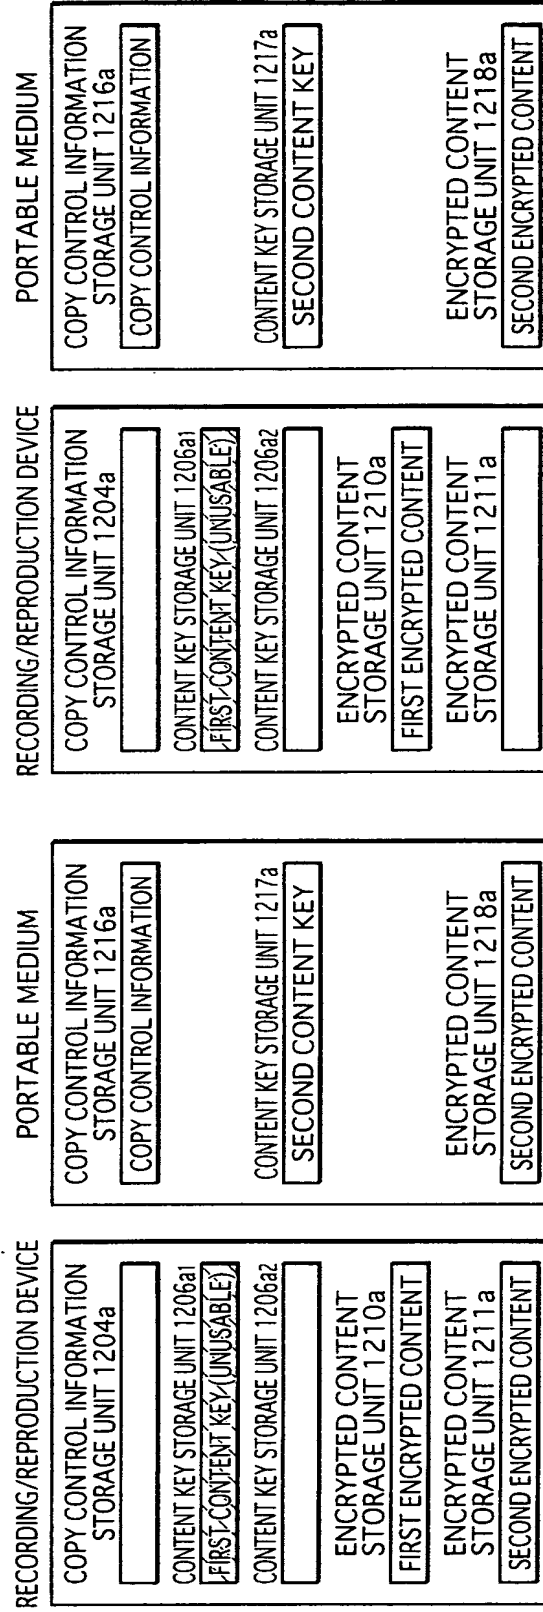 RECORDING/REPRODUCTION DEVICE
COPY CONTROL INFORMATION
STORAGE UNIT 1204a
CONTENT KEY STORAGE UNIT 1206a1
FIRST CONTENT KEY (UNUSABLE)
CONTENT KEY STORAGE UNIT 1206a2
ENCRYPTED CONTENT
STORAGE UNIT 1210a
FIRST ENCRYPTED CONTENT
ENCRYPTED CONTENT
STORAGE UNIT 1211a
SECOND ENCRYPTED CONTENT
PORTABLE MEDIUM
COPY CONTROL INFORMATION
STORAGE UNIT 1216a
COPY CONTROL INFORMATION
CONTENT KEY STORAGE UNIT 1217a
SECOND CONTENT KEY
ENCRYPTED CONTENT
STORAGE UNIT 1218a
SECOND ENCRYPTED CONTENT
RECORDING/REPRODUCTION DEVICE
COPY CONTROL INFORMATION
STORAGE UNIT 1204a
CONTENT KEY STORAGE UNIT 1206a1
FIRST CONTENT KEY (UNUSABLE)
CONTENT KEY STORAGE UNIT 1206a2
ENCRYPTED CONTENT
STORAGE UNIT 1210a
FIRST ENCRYPTED CONTENT
ENCRYPTED CONTENT
STORAGE UNIT 1211a
PORTABLE MEDIUM
COPY CONTROL INFORMATION
STORAGE UNIT 1216a
COPY CONTROL INFORMATION
CONTENT KEY STORAGE UNIT 1217a
SECOND CONTENT KEY
ENCRYPTED CONTENT
STORAGE UNIT 1218a
SECOND ENCRYPTED CONTENT